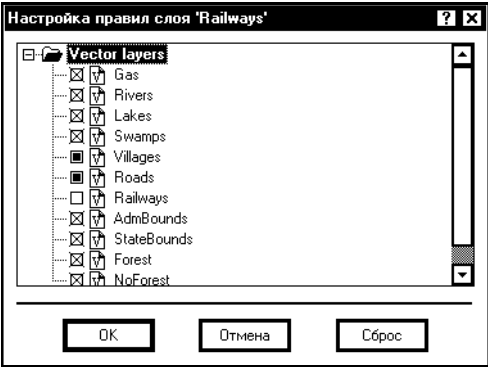 Настройка правил слоя 'Railways'
Vector layers
Gas
Rivers
Lakes
Swamps
Villages
Roads
Railways
AdmBounds
StateBounds
Forest
NoForest
OK Отмена Сброс